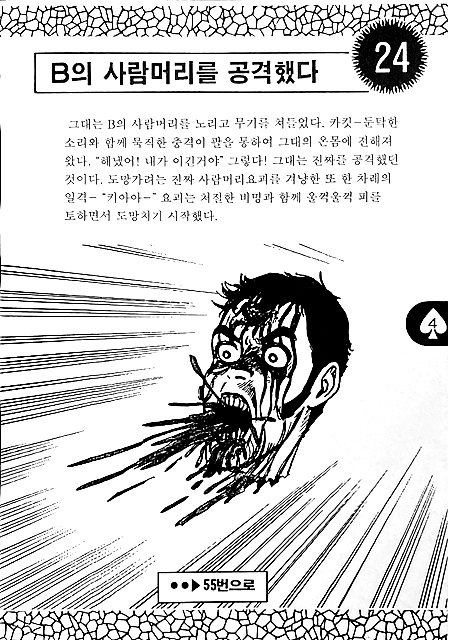 B의 사람머리를 공격했다
24
그대는 B의 사람머리를 노리고 무기를 쳐들었다. 카킷-둔탁한
소리와 함께 묵직한 충격이 팔을 통하여 그대의 온몸에 전해져
왔다. "해냈어! 내가 이긴거야" 그렇다! 그대는 진짜를 공격했던
것이다. 도망가려는 진짜 사람머리요괴를 겨냥한 또 한 차례의
일격- "키아아-" 요괴는 처절한 비명과 함께 울컥울컥 피를
토하면서 도망치기 시작했다.
4
●●▶55번으로